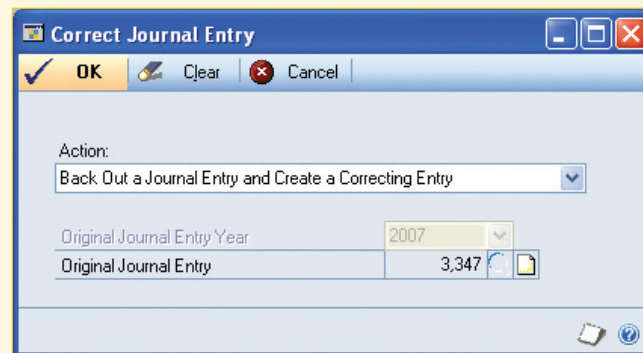 Correct Journal Entry
OK Clear Cancel
Action:
Back Out a Journal Entry and Create a Correcting Entry
Original Journal Entry Year 2007
Original Journal Entry 3,347